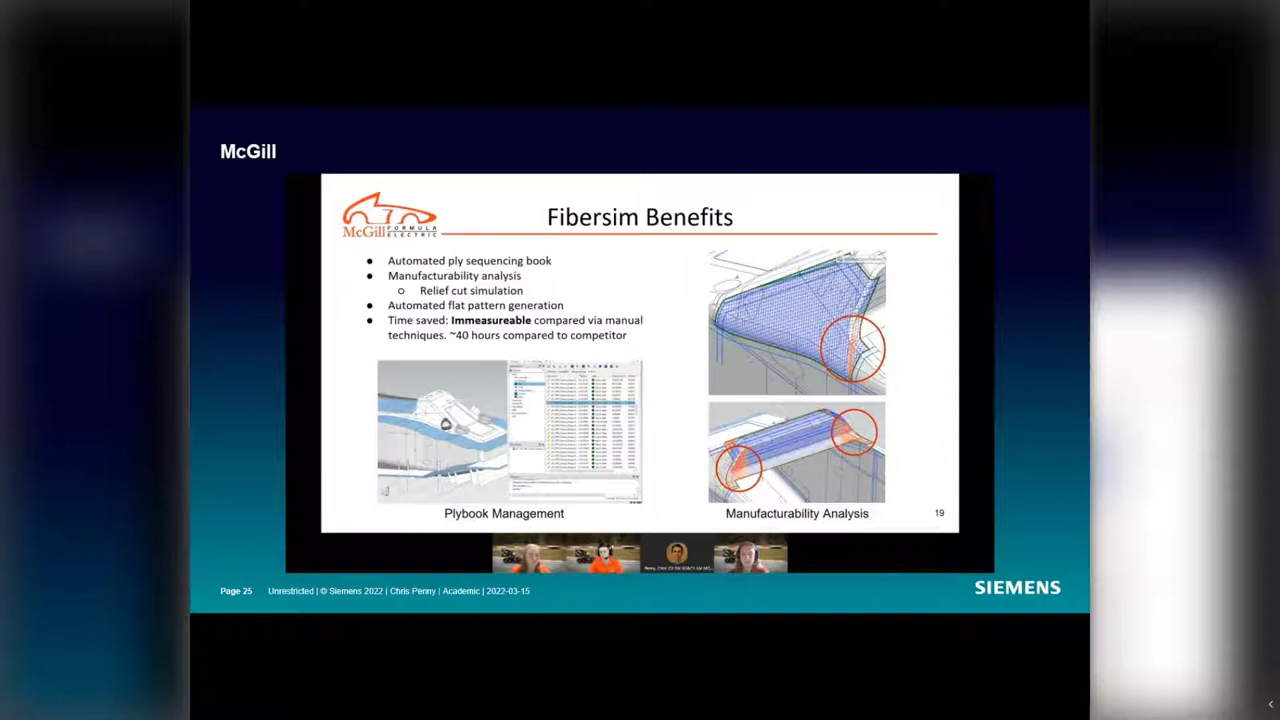 McGill
McGill FORMULA
ELECTRIC
Fibersim Benefits
● Automated ply sequencing book
● Manufacturability analysis
○ Relief cut simulation
● Automated flat pattern generation
● Time saved: Immeasureable compared via manual
techniques. ~40 hours compared to competitor
Plybook Management
Manufacturability Analysis
19
Page 25
Unrestricted | © Siemens 2022 | Chris Penny | Academic | 2022-03-15
SIEMENS